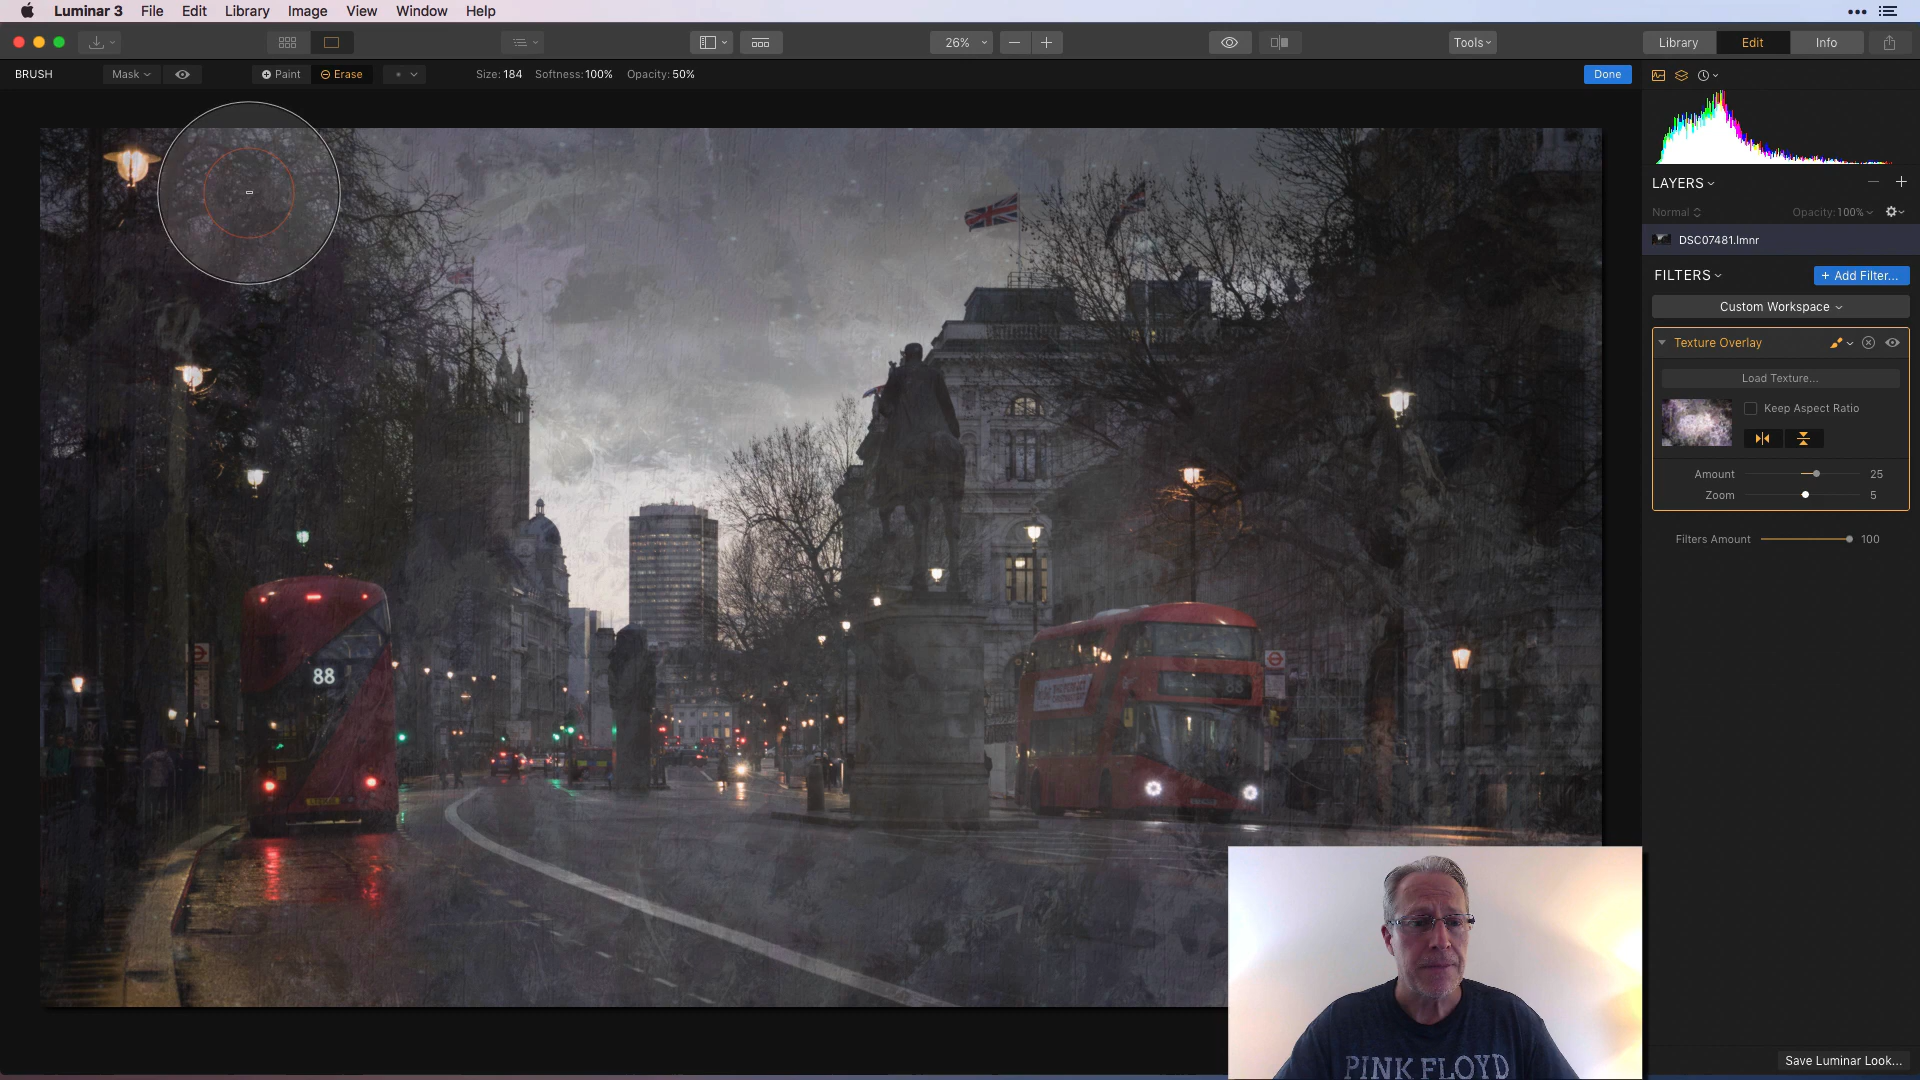 Luminar 3 File Edit Library Image View Window Help
26% Tools Library Edit Info
BRUSH Mask Paint Erase Size: 184 Softness: 100% Opacity: 50% Done
LAYERS
Normal Opacity: 100%
DSC07481.lmnr
FILTERS + Add Filter...
Custom Workspace
Texture Overlay
Load Texture...
Keep Aspect Ratio
Amount 25
Zoom 5
Filters Amount 100
88
88
PINK FLOYD
Save Luminar Look...